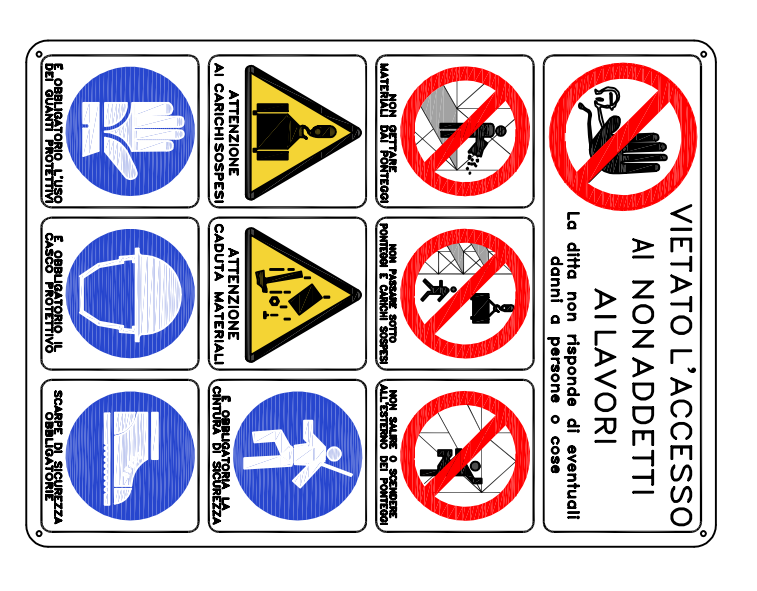 VIETATO L'ACCESSO
AI NON ADDETTI
AI LAVORI
La ditta non risponde di eventuali
danni a persone o cose
NON GETTARE
MATERIALI DAI PONTEGGI
NON PASSARE SOTTO
PONTEGGI E CARICHI SOSPESI
NON SALIRE O SCENDERE
ALL'ESTERNO DEI PONTEGGI
ATTENZIONE
AI CARICHI SOSPESI
ATTENZIONE
CADUTA MATERIALI
E OBBLIGATORIA LA
CINTURA DI SICUREZZA
E OBBLIGATORIO L'USO
DEI GUANTI PROTETTIVI
E OBBLIGATORIO IL
CASCO PROTETTIVO
SCARPE DI SICUREZZA
OBBLIGATORIE